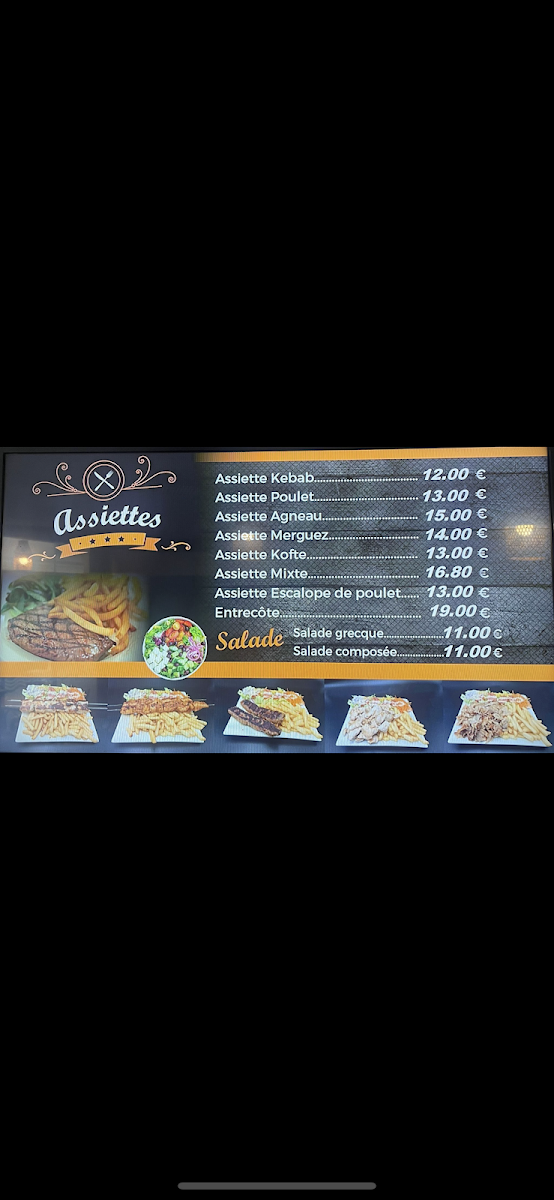 Assiettes
Assiette Kebab.......................... 12.00 €
Assiette Poulet.......................... 13.00 €
Assiette Agneau........................ 15.00 €
Assiette Merguez...................... 14.00 €
Assiette Kofte............................ 13.00 €
Assiette Mixte............................ 16.80 €
Assiette Escalope de poulet..... 13.00 €
Entrecôte................................... 19.00 €
Salade
Salade grecque.................... 11.00 €
Salade composée................ 11.00 €